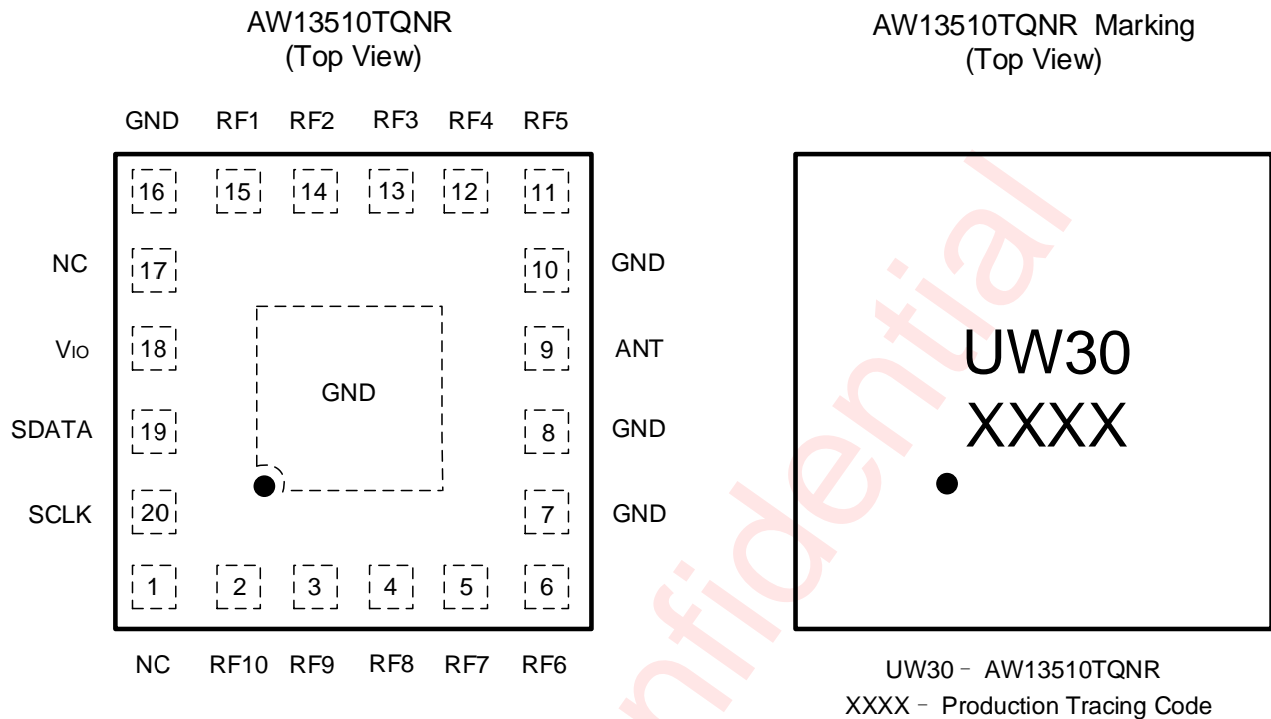 AW13510TQNR
(Top View)
GND RF1 RF2 RF3 RF4 RF5
16 15 14 13 12 11
NC 17 10 GND
VIO 18 9 ANT
GND
SDATA 19 8 GND
SCLK 20 7 GND
1 2 3 4 5 6
NC RF10 RF9 RF8 RF7 RF6
AW13510TQNR Marking
(Top View)
UW30
XXXX
UW30 - AW13510TQNR
XXXX - Production Tracing Code
nfidential